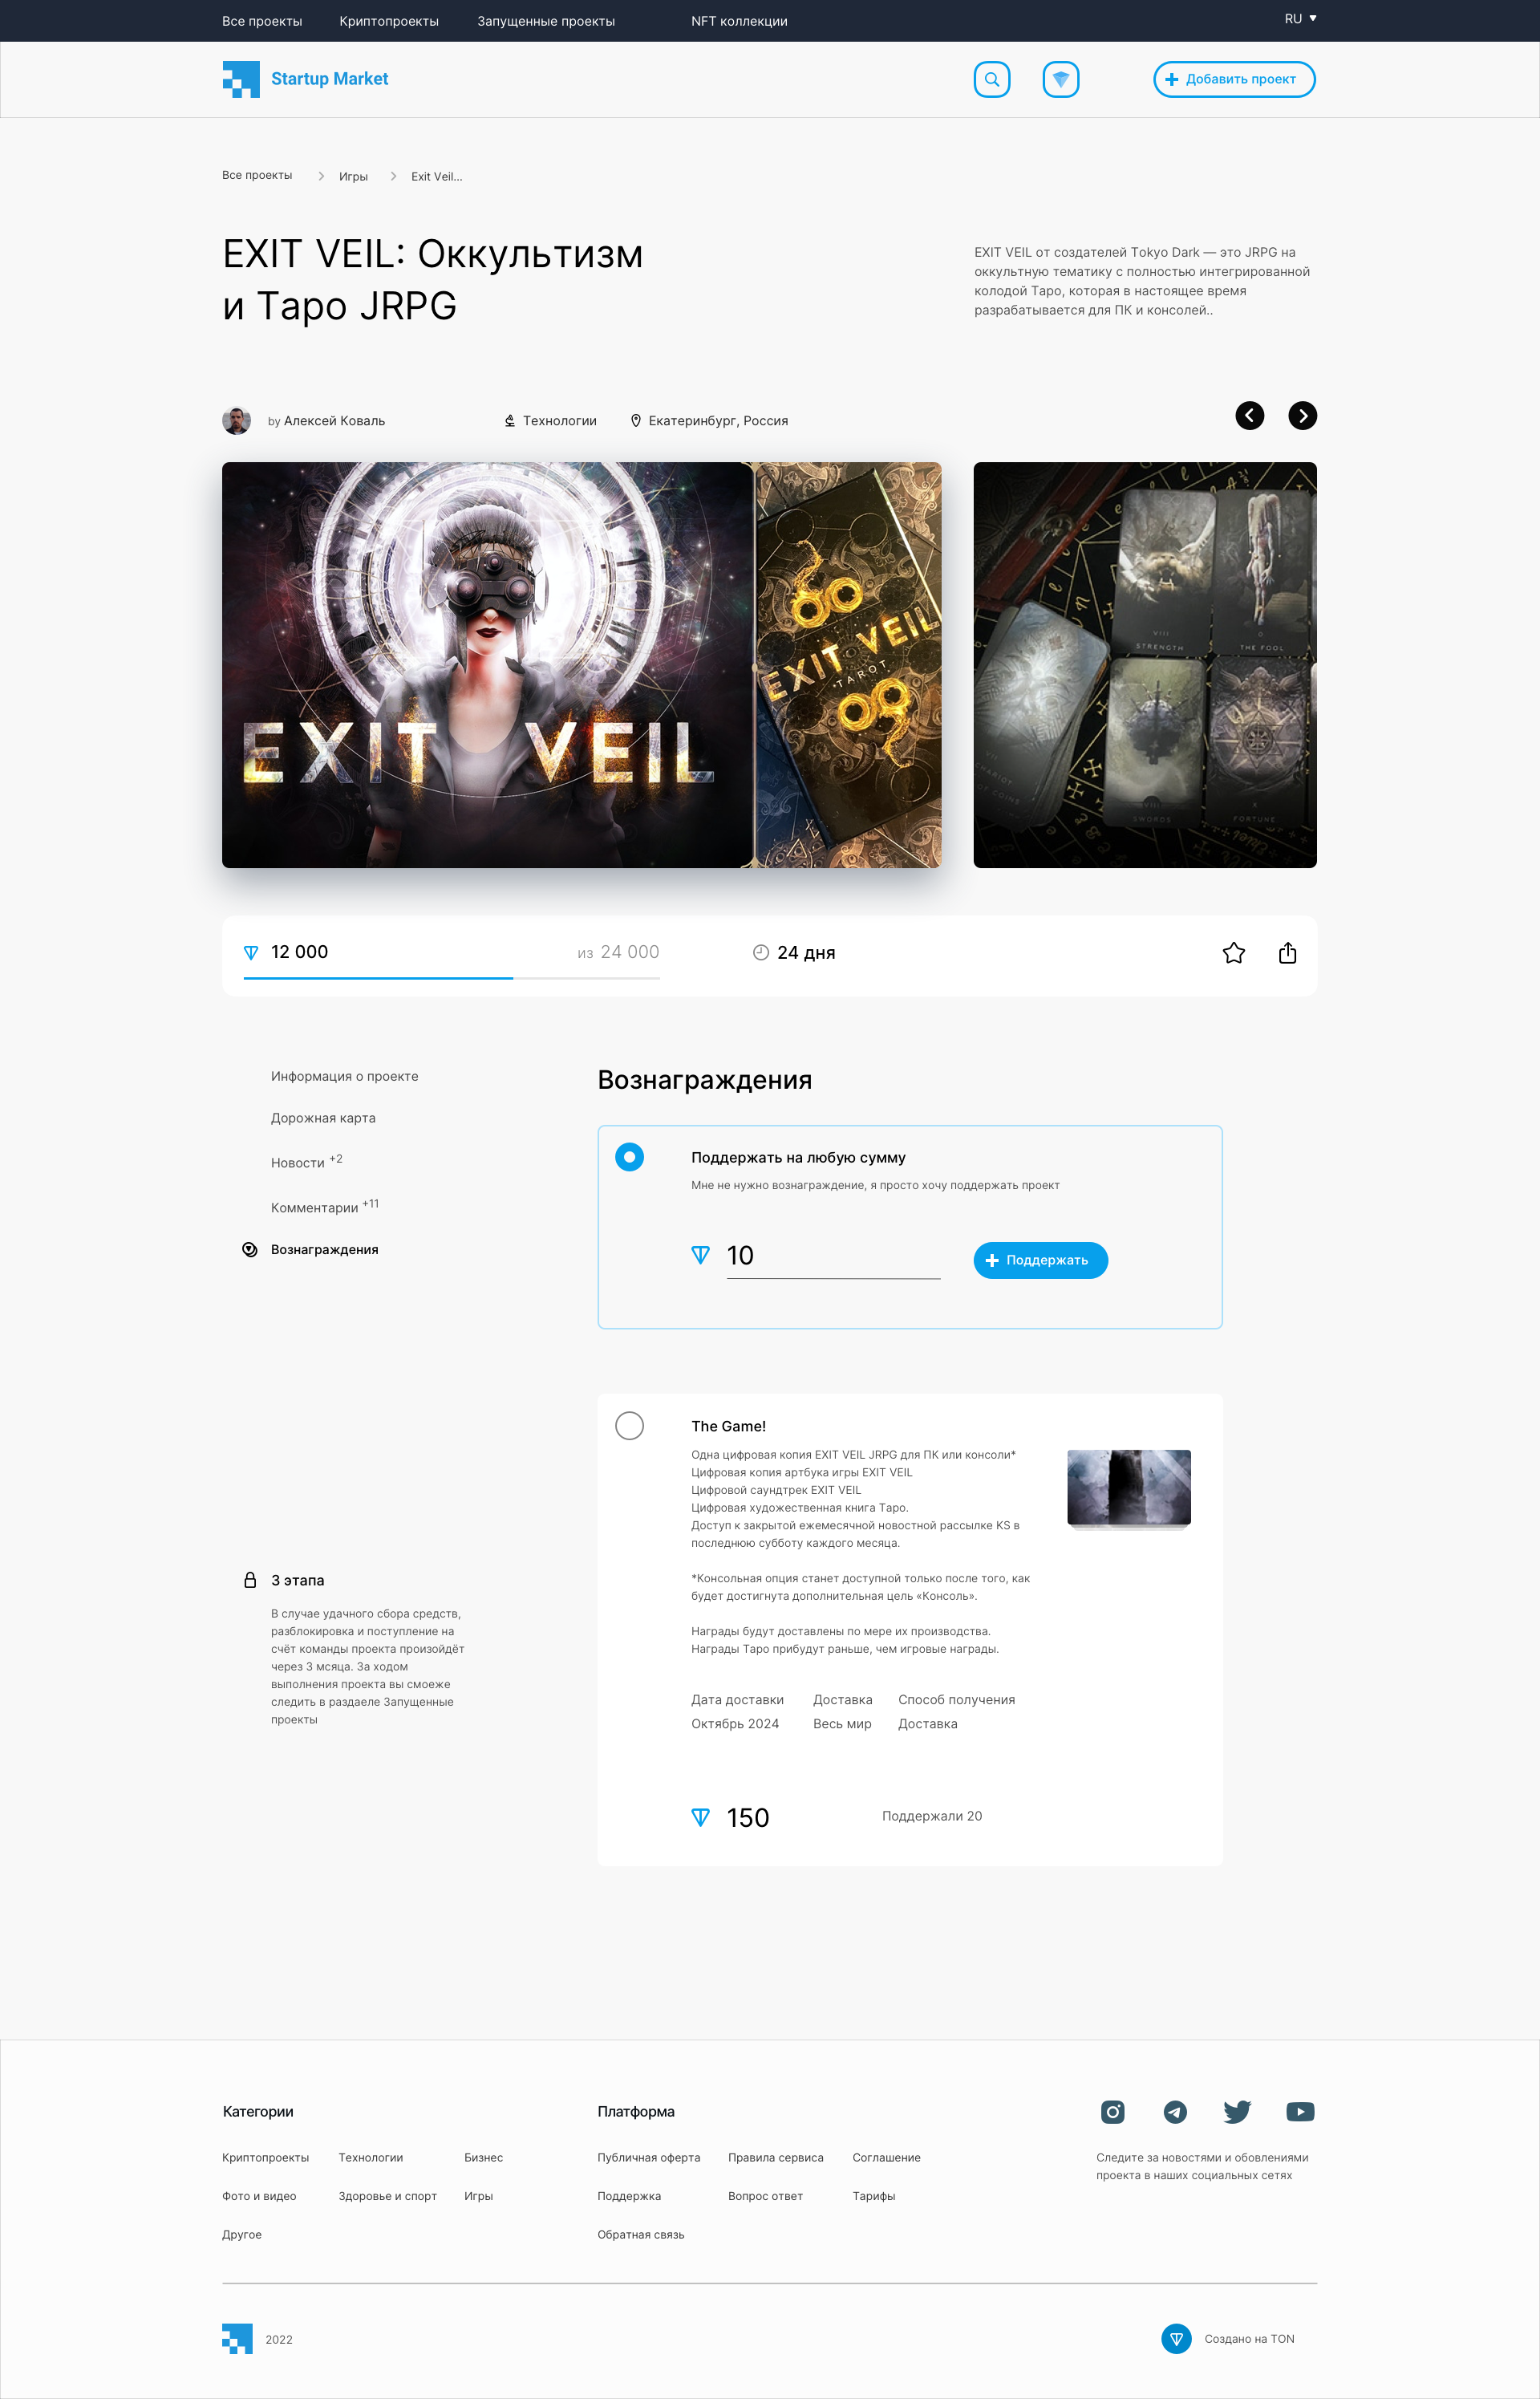 Все проекты Криптопроекты Запущенные проекты NFT коллекции RU
Startup Market
Добавить проект
Все проекты Игры Exit Veil...
EXIT VEIL: Оккультизм
и Таро JRPG
EXIT VEIL от создателей Tokyo Dark — это JRPG на
оккультную тематику с полностью интегрированной
колодой Таро, которая в настоящее время
разрабатывается для ПК и консолей..
by Алексей Коваль
Технологии
Екатеринбург, Россия
EXIT VEIL
EXIT VEIL
TAROT
VIII
STRENGTH
0
THE FOOL
VII
CHARIOT
OF COINS
VIII
SWORDS
X
FORTUNE
12 000
из 24 000
24 дня
Информация о проекте
Дорожная карта
Новости +2
Комментарии +11
Вознаграждения
Вознаграждения
Поддержать на любую сумму
Мне не нужно вознаграждение, я просто хочу поддержать проект
10
Поддержать
The Game!
Одна цифровая копия EXIT VEIL JRPG для ПК или консоли*
Цифровая копия артбука игры EXIT VEIL
Цифровой саундтрек EXIT VEIL
Цифровая художественная книга Таро.
Доступ к закрытой ежемесячной новостной рассылке KS в
последнюю субботу каждого месяца.
*Консольная опция станет доступной только после того, как
будет достигнута дополнительная цель «Консоль».
Награды будут доставлены по мере их производства.
Награды Таро прибудут раньше, чем игровые награды.
Дата доставки Доставка Способ получения
Октябрь 2024 Весь мир Доставка
150
Поддержали 20
3 этапа
В случае удачного сбора средств,
разблокировка и поступление на
счёт команды проекта произойдёт
через 3 мсяца. За ходом
выполнения проекта вы смоеже
следить в раздаеле Запущенные
проекты
Категории
Криптопроекты Технологии Бизнес
Фото и видео Здоровье и спорт Игры
Другое
Платформа
Публичная оферта Правила сервиса Соглашение
Поддержка Вопрос ответ Тарифы
Обратная связь
Следите за новостями и обовлениями
проекта в наших социальных сетях
2022
Создано на TON